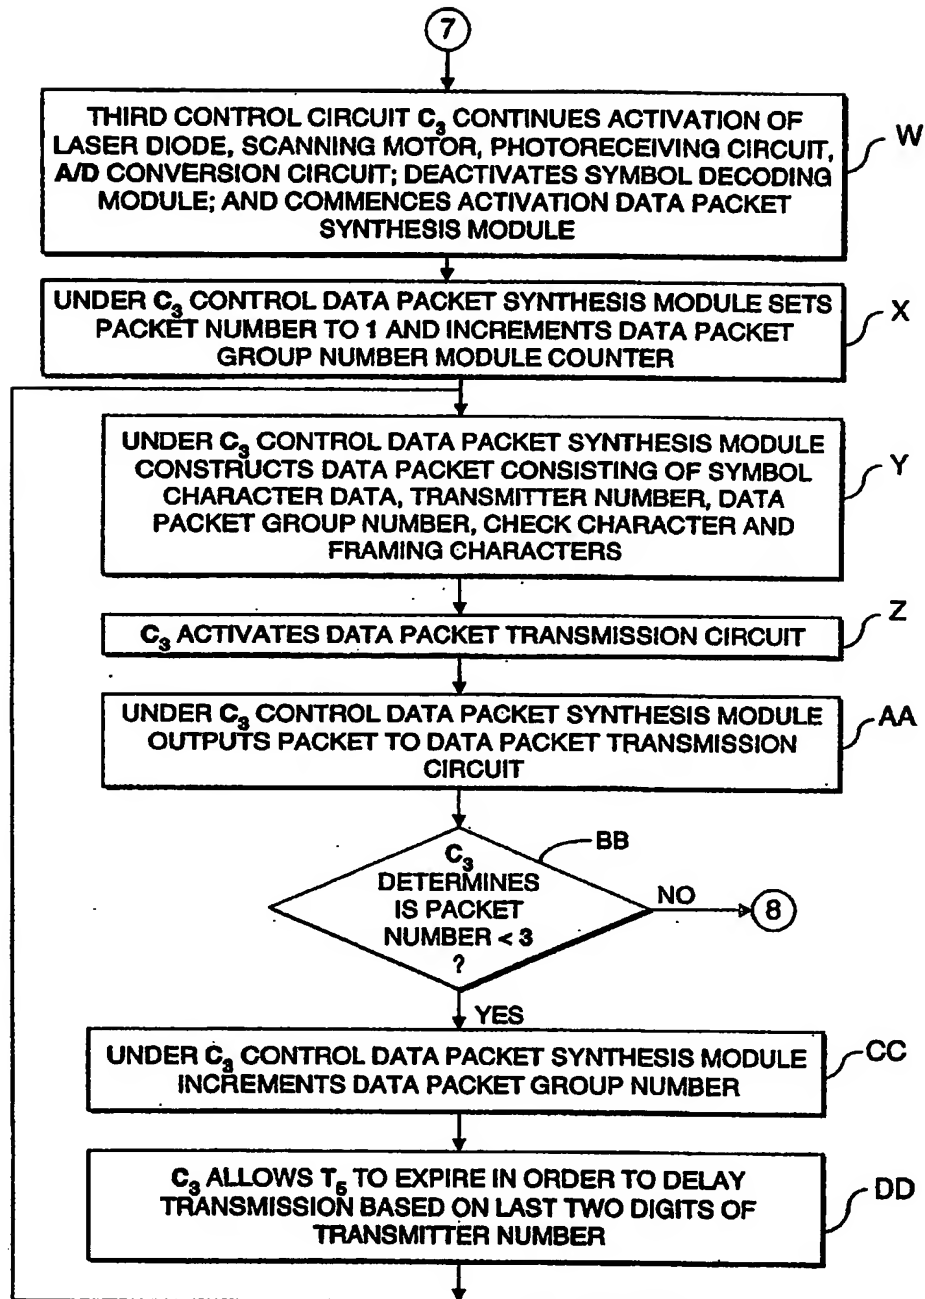 7
THIRD CONTROL CIRCUIT C3 CONTINUES ACTIVATION OF
LASER DIODE, SCANNING MOTOR, PHOTORECEIVING CIRCUIT,
A/D CONVERSION CIRCUIT; DEACTIVATES SYMBOL DECODING
MODULE; AND COMMENCES ACTIVATION DATA PACKET
SYNTHESIS MODULE
W
UNDER C3 CONTROL DATA PACKET SYNTHESIS MODULE SETS
PACKET NUMBER TO 1 AND INCREMENTS DATA PACKET
GROUP NUMBER MODULE COUNTER
X
UNDER C3 CONTROL DATA PACKET SYNTHESIS MODULE
CONSTRUCTS DATA PACKET CONSISTING OF SYMBOL
CHARACTER DATA, TRANSMITTER NUMBER, DATA
PACKET GROUP NUMBER, CHECK CHARACTER AND
FRAMING CHARACTERS
Y
C3 ACTIVATES DATA PACKET TRANSMISSION CIRCUIT
Z
UNDER C3 CONTROL DATA PACKET SYNTHESIS MODULE
OUTPUTS PACKET TO DATA PACKET TRANSMISSION
CIRCUIT
AA
C3
DETERMINES
IS PACKET
NUMBER < 3
?
BB
NO
8
YES
UNDER C3 CONTROL DATA PACKET SYNTHESIS MODULE
INCREMENTS DATA PACKET GROUP NUMBER
CC
C3 ALLOWS T5 TO EXPIRE IN ORDER TO DELAY
TRANSMISSION BASED ON LAST TWO DIGITS OF
TRANSMITTER NUMBER
DD